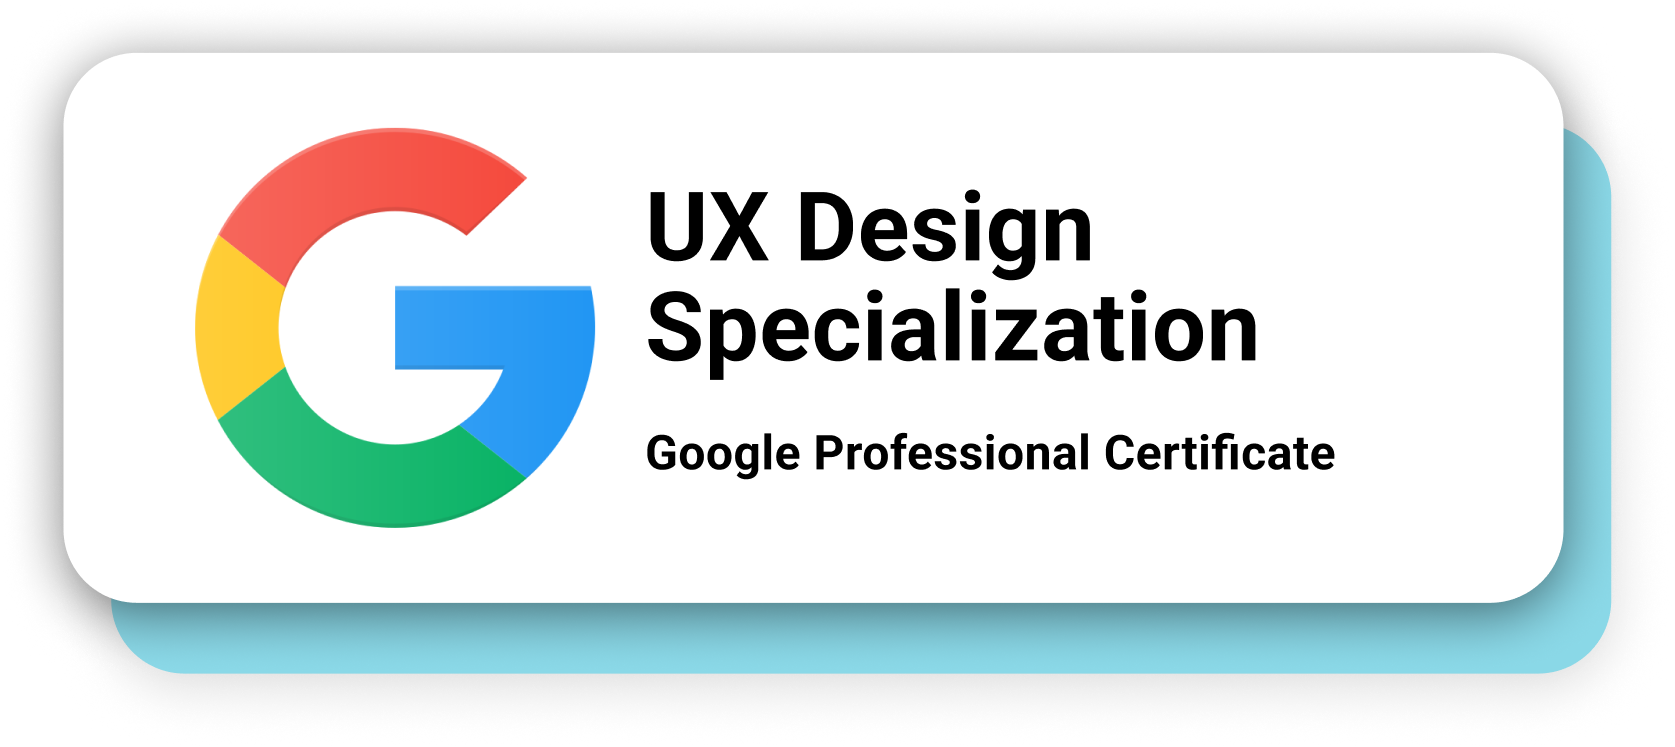 UX Design
Specialization
Google Professional Certificate